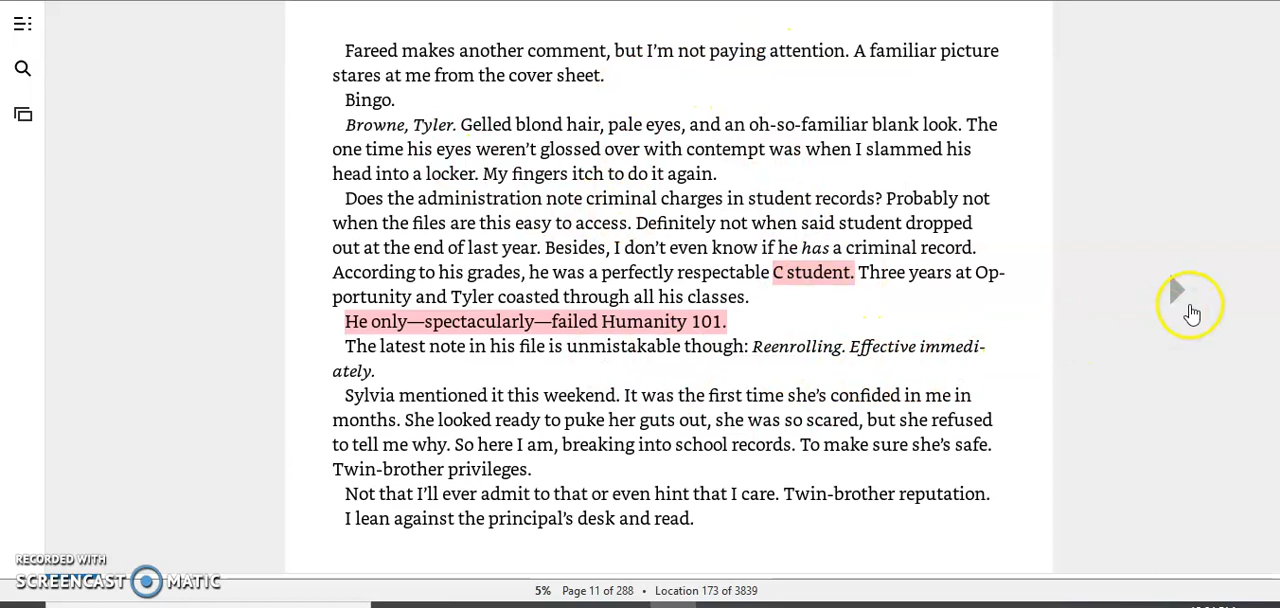 Fareed makes another comment, but I’m not paying attention. A familiar picture
stares at me from the cover sheet.
Bingo.
Browne, Tyler. Gelled blond hair, pale eyes, and an oh-so-familiar blank look. The
one time his eyes weren’t glossed over with contempt was when I slammed his
head into a locker. My fingers itch to do it again.
Does the administration note criminal charges in student records? Probably not
when the files are this easy to access. Definitely not when said student dropped
out at the end of last year. Besides, I don’t even know if he has a criminal record.
According to his grades, he was a perfectly respectable C student. Three years at Op-
portunity and Tyler coasted through all his classes.
He only—spectacularly—failed Humanity 101.
The latest note in his file is unmistakable though: Reenrolling. Effective immedi-
ately.
Sylvia mentioned it this weekend. It was the first time she’s confided in me in
months. She looked ready to puke her guts out, she was so scared, but she refused
to tell me why. So here I am, breaking into school records. To make sure she’s safe.
Twin-brother privileges.
Not that I’ll ever admit to that or even hint that I care. Twin-brother reputation.
I lean against the principal’s desk and read.
RECORDED WITH
SCREENCAST MATIC
5% Page 11 of 288 • Location 173 of 3839